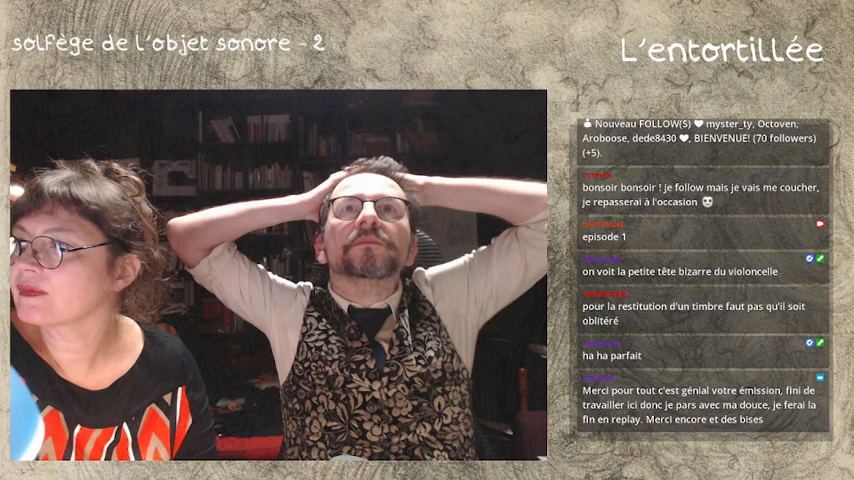 solfège de l'objet sonore - 2
L'entortillée
Nouveau FOLLOW(S) ❤ myster_ty, Octoven,
Aroboose, dede8430 ❤, BIENVENUE! (70 followers)
(+5).
bonsoir bonsoir ! je follow mais je vais me coucher,
je repasserai à l'occasion 💀
episode 1
on voit la petite tête bizarre du violoncelle
pour la restitution d'un timbre faut pas qu'il soit
oblitéré
ha ha parfait
Merci pour tout c'est génial votre émission, fini de
travailler ici donc je pars avec ma douce, je ferai la
fin en replay. Merci encore et des bises